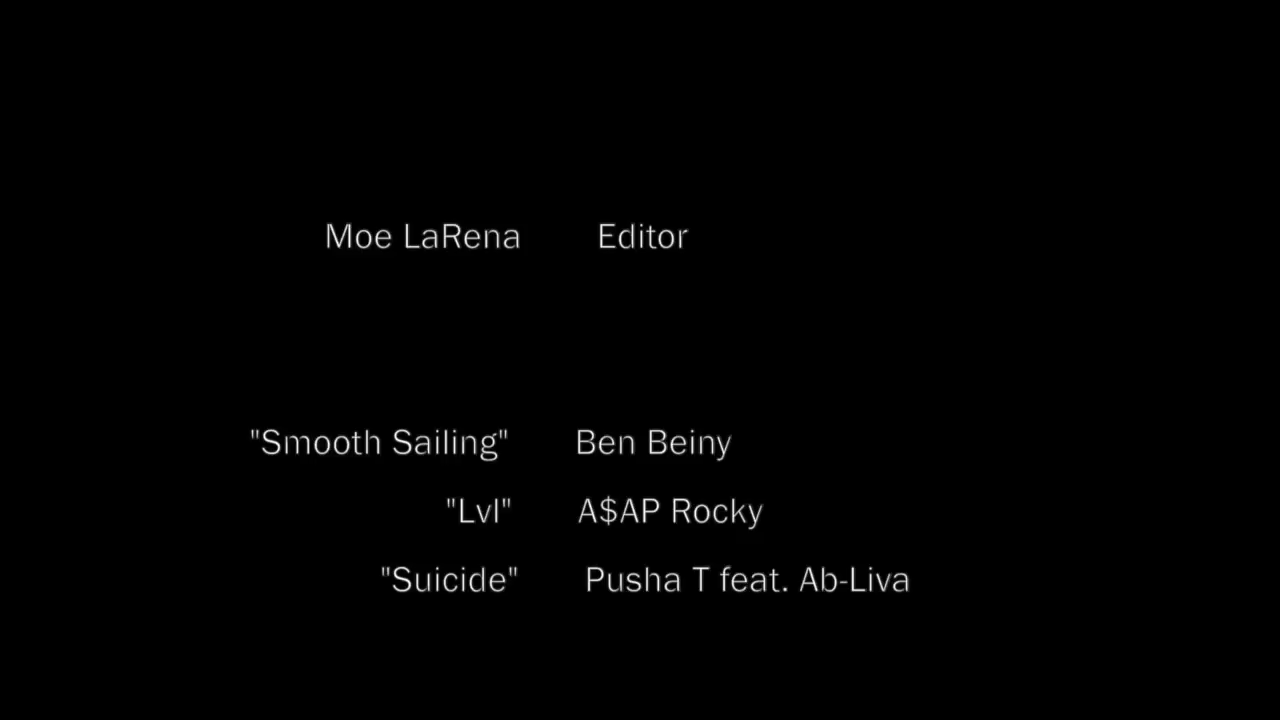 Moe LaRena Editor
"Smooth Sailing" Ben Beiny
"Lvl" A$AP Rocky
"Suicide" Pusha T feat. Ab-Liva